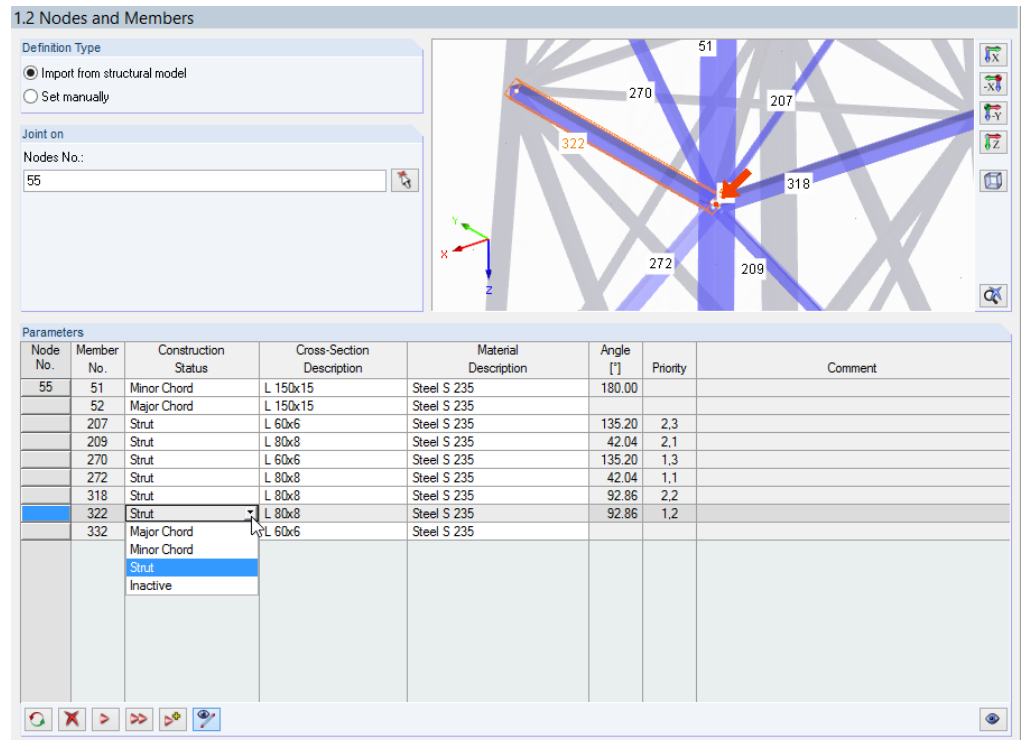 1.2 Nodes and Members
Definition Type
Import from structural model
Set manually
Joint on
Nodes No.:
55
51
270
207
322
318
272
209
Y
X
Z
X
-X
-Y
Z
Parameters
Node No. Member No. Construction Status Cross-Section Description Material Description Angle [°] Priority Comment
55 51 Minor Chord L 150x15 Steel S 235 180.00
52 Major Chord L 150x15 Steel S 235
207 Strut L 60x6 Steel S 235 135.20 2,3
209 Strut L 80x8 Steel S 235 42.04 2,1
270 Strut L 60x6 Steel S 235 135.20 1,3
272 Strut L 80x8 Steel S 235 42.04 1,1
318 Strut L 80x8 Steel S 235 92.86 2,2
322 Strut L 80x8 Steel S 235 92.86 1,2
332 Major Chord L 60x6 Steel S 235
Minor Chord
Strut
Inactive